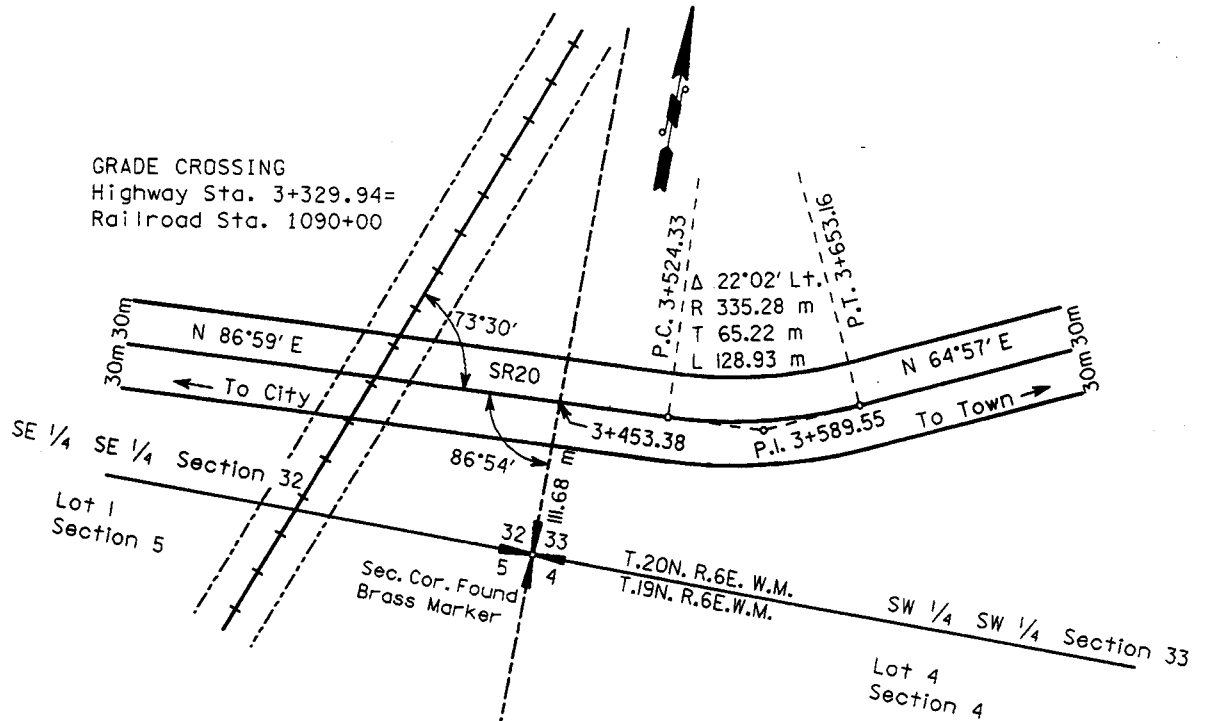 GRADE CROSSING
Highway Sta. 3+329.94=
Railroad Sta. 1090+00
P.C. 3+524.33
P.T. 3+653.16
Δ 22°02' Lt.
R 335.28 m
T 65.22 m
L 128.93 m
73°30'
30m 30m
N 86°59' E
SR20
N 64°57' E
30m 30m
To City
To Town
3+453.38
P.I. 3+589.55
86°54'
111.68 m
SE 1/4 SE 1/4 Section 32
Lot 1
Section 5
32 33
5 4
Sec. Cor. Found
Brass Marker
T.20N. R.6E. W.M.
T.19N. R.6E.W.M.
SW 1/4 SW 1/4 Section 33
Lot 4
Section 4